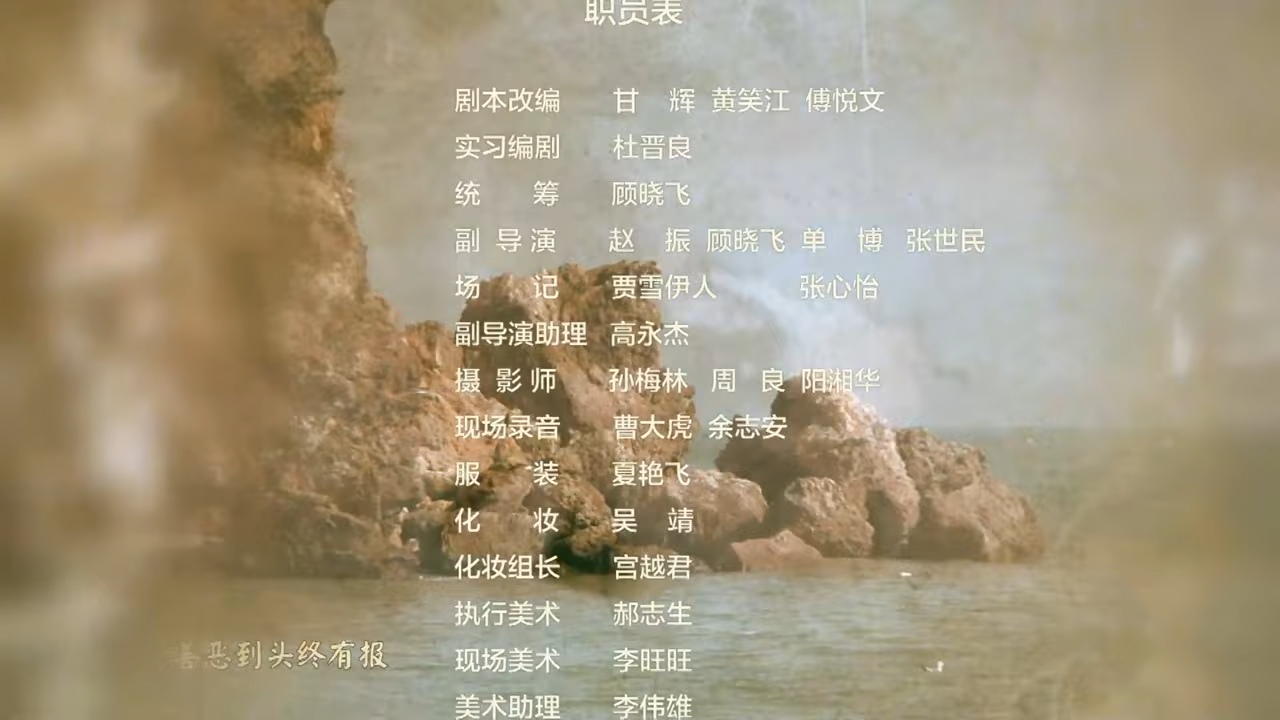 职员表
剧本改编 甘 辉 黄笑江 傅悦文
实习编剧 杜晋良
统 筹 顾晓飞
副 导 演 赵 振 顾晓飞 单 博 张世民
场 记 贾雪伊人 张心怡
副导演助理 高永杰
摄 影 师 孙梅林 周 良 阳湘华
现场录音 曹大虎 余志安
服 装 夏艳飞
化 妆 吴 靖
化妆组长 宫越君
执行美术 郝志生
善恶到头终有报
现场美术 李旺旺
美术助理 李伟雄